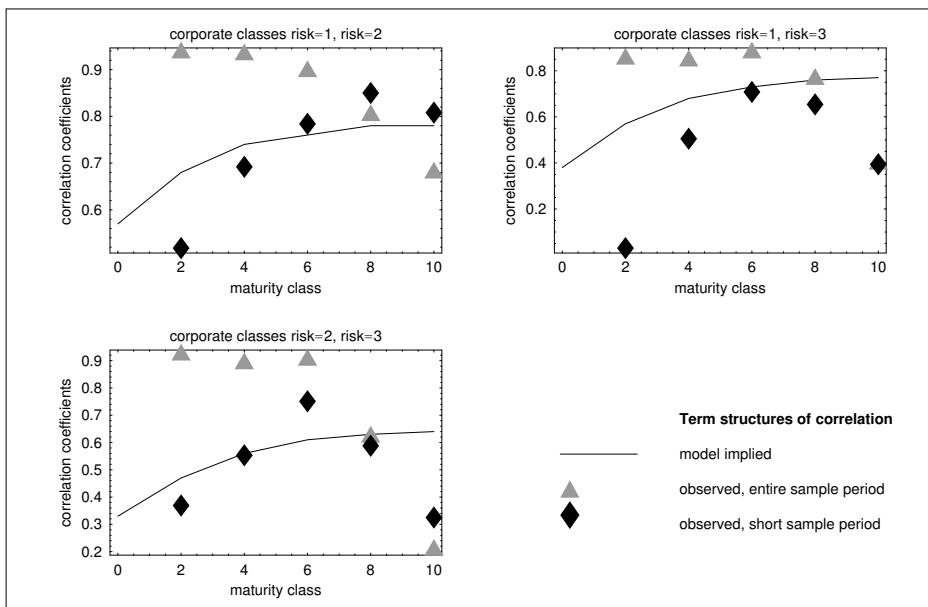 corporate classes risk=1, risk=2
correlation coefficients
0.9
0.8
0.7
0.6
0 2 4 6 8 10
maturity class
corporate classes risk=1, risk=3
correlation coefficients
0.8
0.6
0.4
0.2
0 2 4 6 8 10
maturity class
corporate classes risk=2, risk=3
correlation coefficients
0.9
0.8
0.7
0.6
0.5
0.4
0.3
0.2
0 2 4 6 8 10
maturity class
Term structures of correlation
model implied
observed, entire sample period
observed, short sample period